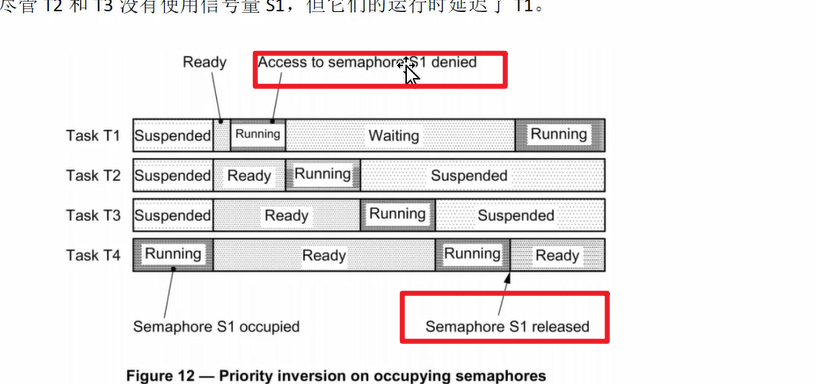 尽管 T2 和 T3 没有使用信号量 S1，但它们的运行时延迟了 T1。
Ready Access to semaphore S1 denied
Task T1 Suspended Running Waiting Running
Task T2 Suspended Ready Running Suspended
Task T3 Suspended Ready Running Suspended
Task T4 Running Ready Running Ready
Semaphore S1 occupied Semaphore S1 released
Figure 12 — Priority inversion on occupying semaphores